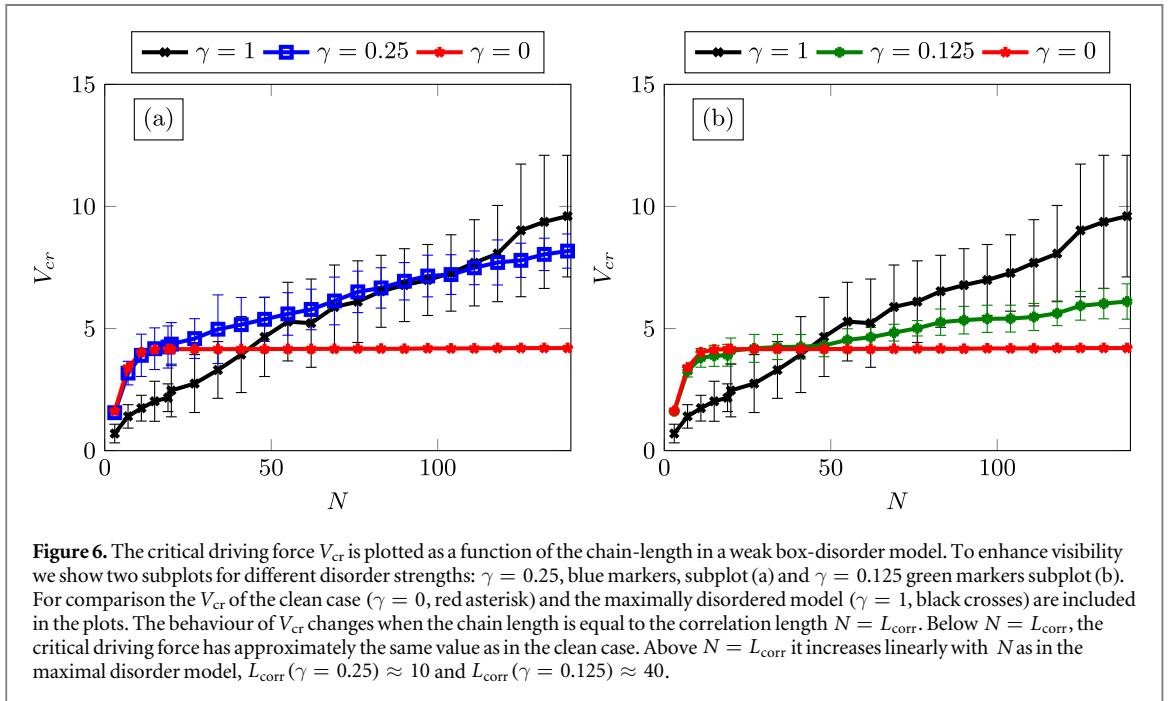 γ = 1 γ = 0.25 γ = 0
(a)
15
10
5
0
V_cr
0 50 100
N
γ = 1 γ = 0.125 γ = 0
(b)
15
10
5
0
V_cr
0 50 100
N
Figure 6. The critical driving force V_cr is plotted as a function of the chain-length in a weak box-disorder model. To enhance visibility
we show two subplots for different disorder strengths: γ = 0.25, blue markers, subplot (a) and γ = 0.125 green markers subplot (b).
For comparison the V_cr of the clean case (γ = 0, red asterisk) and the maximally disordered model (γ = 1, black crosses) are included
in the plots. The behaviour of V_cr changes when the chain length is equal to the correlation length N = L_corr. Below N = L_corr, the
critical driving force has approximately the same value as in the clean case. Above N = L_corr it increases linearly with N as in the
maximal disorder model, L_corr (γ = 0.25) ≈ 10 and L_corr (γ = 0.125) ≈ 40.